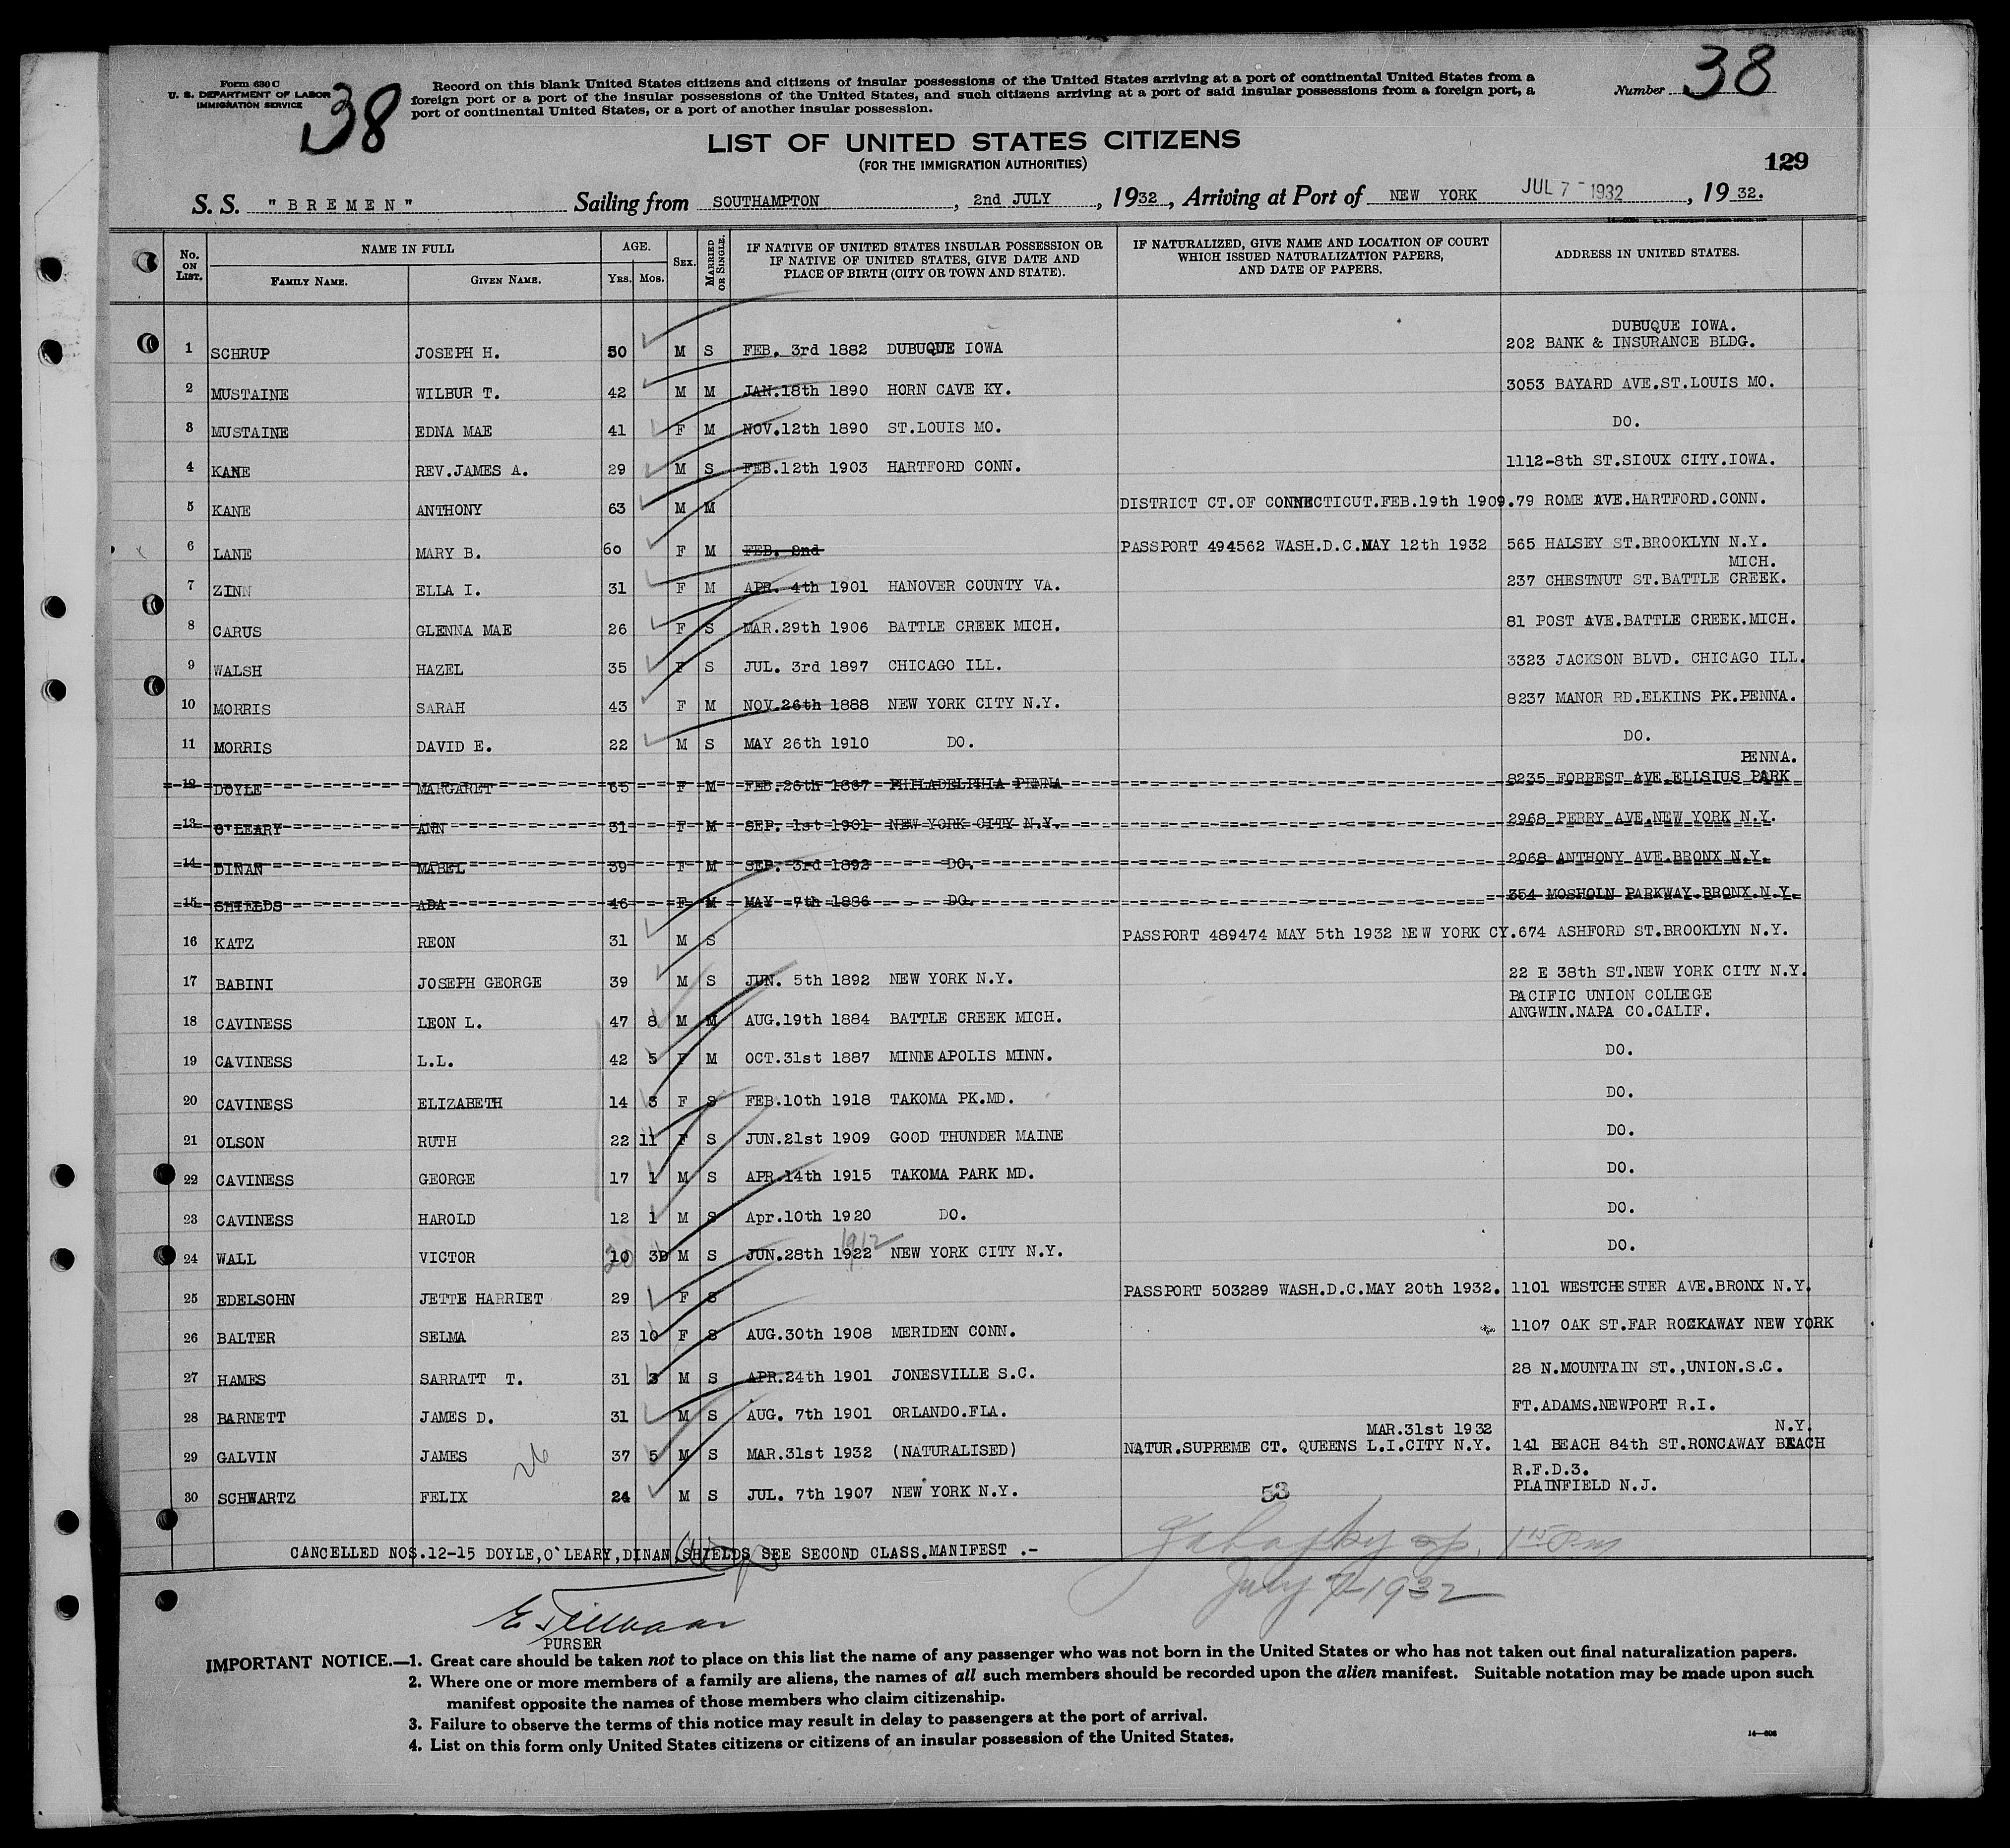 Form 630 C
U. S. DEPARTMENT OF LABOR
IMMIGRATION SERVICE
38
Record on this blank United States citizens and citizens of insular possessions of the United States arriving at a port of continental United States from a
foreign port or a port of the insular possessions of the United States, and such citizens arriving at a port of said insular possessions from a foreign port, a
port of continental United States, or a port of another insular possession.
Number 38
LIST OF UNITED STATES CITIZENS
(FOR THE IMMIGRATION AUTHORITIES)
129
S. S. "BREMEN" Sailing from SOUTHAMPTON, 2nd JULY, 1932, Arriving at Port of NEW YORK JUL 7 - 1932, 19 32.
No. ON LIST. NAME IN FULL FAMILY NAME. GIVEN NAME. AGE. YRS. MOS. SEX. MARRIED OR SINGLE. IF NATIVE OF UNITED STATES INSULAR POSSESSION OR IF NATIVE OF UNITED STATES, GIVE DATE AND PLACE OF BIRTH (CITY OR TOWN AND STATE). IF NATURALIZED, GIVE NAME AND LOCATION OF COURT WHICH ISSUED NATURALIZATION PAPERS, AND DATE OF PAPERS. ADDRESS IN UNITED STATES.
DUBUQUE IOWA.
1 SCHRUP JOSEPH H. 50 M S FEB. 3rd 1882 DUBUQUE IOWA 202 BANK & INSURANCE BLDG.
2 MUSTAINE WILBUR T. 42 M M JAN.18th 1890 HORN CAVE KY. 3053 BAYARD AVE.ST.LOUIS MO.
3 MUSTAINE EDNA MAE 41 F M NOV.12th 1890 ST.LOUIS MO. DO.
4 KANE REV.JAMES A. 29 M S FEB.12th 1903 HARTFORD CONN. 1112-8th ST.SIOUX CITY.IOWA.
5 KANE ANTHONY 63 M M DISTRICT CT.OF CONNECTICUT.FEB.19th 1909. 79 ROME AVE.HARTFORD.CONN.
6 LANE MARY B. 60 F M FEB. 2nd PASSPORT 494562 WASH.D.C.MAY 12th 1932 565 HALSEY ST.BROOKLYN N.Y.
MICH.
7 ZINN ELLA I. 31 F M APR. 4th 1901 HANOVER COUNTY VA. 237 CHESTNUT ST.BATTLE CREEK.
8 CARUS GLENNA MAE 26 F S MAR.29th 1906 BATTLE CREEK MICH. 81 POST AVE.BATTLE CREEK.MICH.
9 WALSH HAZEL 35 F S JUL. 3rd 1897 CHICAGO ILL. 3323 JACKSON BLVD. CHICAGO ILL.
10 MORRIS SARAH 43 F M NOV.26th 1888 NEW YORK CITY N.Y. 8237 MANOR RD.ELKINS PK.PENNA.
11 MORRIS DAVID E. 22 M S MAY 26th 1910 DO. DO.
PENNA.
12 DOYLE MARGARET 65 F M FEB.26th 1867 PHILADELPHIA PENNA 8235 FORREST AVE.ELLSIUS PARK
13 O'LEARY ANN 31 F M SEP. 1st 1901 NEW YORK CITY N.Y. 2968 PERRY AVE.NEW YORK N.Y.
14 DINAN MABEL 39 F M SEP. 3rd 1892 DO. 2068 ANTHONY AVE.BRONX N.Y.
15 SHIELDS ADA 46 F M MAY 7th 1886 DO. 354 MOSHOLN PARKWAY.BRONX.N.Y.
16 KATZ REON 31 M S PASSPORT 489474 MAY 5th 1932 NEW YORK CY. 674 ASHFORD ST.BROOKLYN N.Y.
17 BABINI JOSEPH GEORGE 39 M S JUN. 5th 1892 NEW YORK N.Y. 22 E 38th ST.NEW YORK CITY N.Y.
PACIFIC UNION COLLEGE
18 CAVINESS LEON L. 47 8 M M AUG.19th 1884 BATTLE CREEK MICH. ANGWIN.NAPA CO.CALIF.
19 CAVINESS L.L. 42 5 F M OCT.31st 1887 MINNEAPOLIS MINN. DO.
20 CAVINESS ELIZABETH 14 3 F S FEB.10th 1918 TAKOMA PK.MD. DO.
21 OLSON RUTH 22 11 F S JUN.21st 1909 GOOD THUNDER MAINE DO.
22 CAVINESS GEORGE 17 1 M S APR.14th 1915 TAKOMA PARK MD. DO.
23 CAVINESS HAROLD 12 1 M S Apr.10th 1920 DO. DO.
1912
24 WALL VICTOR 10 20 M S JUN.28th 1922 NEW YORK CITY N.Y. DO.
25 EDELSOHN JETTE HARRIET 29 F S PASSPORT 503289 WASH.D.C.MAY 20th 1932. 1101 WESTCHESTER AVE.BRONX N.Y.
26 BALTER SELMA 23 10 F S AUG.30th 1908 MERIDEN CONN. 1107 OAK ST.FAR ROCKAWAY NEW YORK
27 HAMES SARRATT T. 31 3 M S APR.24th 1901 JONESVILLE S.C. 28 N.MOUNTAIN ST.,UNION.S.C.
28 BARNETT JAMES D. 31 M S AUG. 7th 1901 ORLANDO.FLA. FT.ADAMS.NEWPORT R.I.
MAR.31st 1932 N.Y.
29 GALVIN JAMES 26 37 5 M S MAR.31st 1932 (NATURALISED) NATUR.SUPREME CT. QUEENS L.I.CITY N.Y. 141 BEACH 84th ST.RONCAWAY BEACH
R.F.D.3.
30 SCHWARTZ FELIX 24 M S JUL. 7th 1907 NEW YORK N.Y. 53 PLAINFIELD N.J.
CANCELLED NOS.12-15 DOYLE,O`LEARY,DINAN,SHIELDS SEE SECOND CLASS.MANIFEST .-
1 15 Pm
July 7-1932
PURSER
IMPORTANT NOTICE.—1. Great care should be taken not to place on this list the name of any passenger who was not born in the United States or who has not taken out final naturalization papers.
2. Where one or more members of a family are aliens, the names of all such members should be recorded upon the alien manifest. Suitable notation may be made upon such
manifest opposite the names of those members who claim citizenship.
3. Failure to observe the terms of this notice may result in delay to passengers at the port of arrival.
4. List on this form only United States citizens or citizens of an insular possession of the United States.